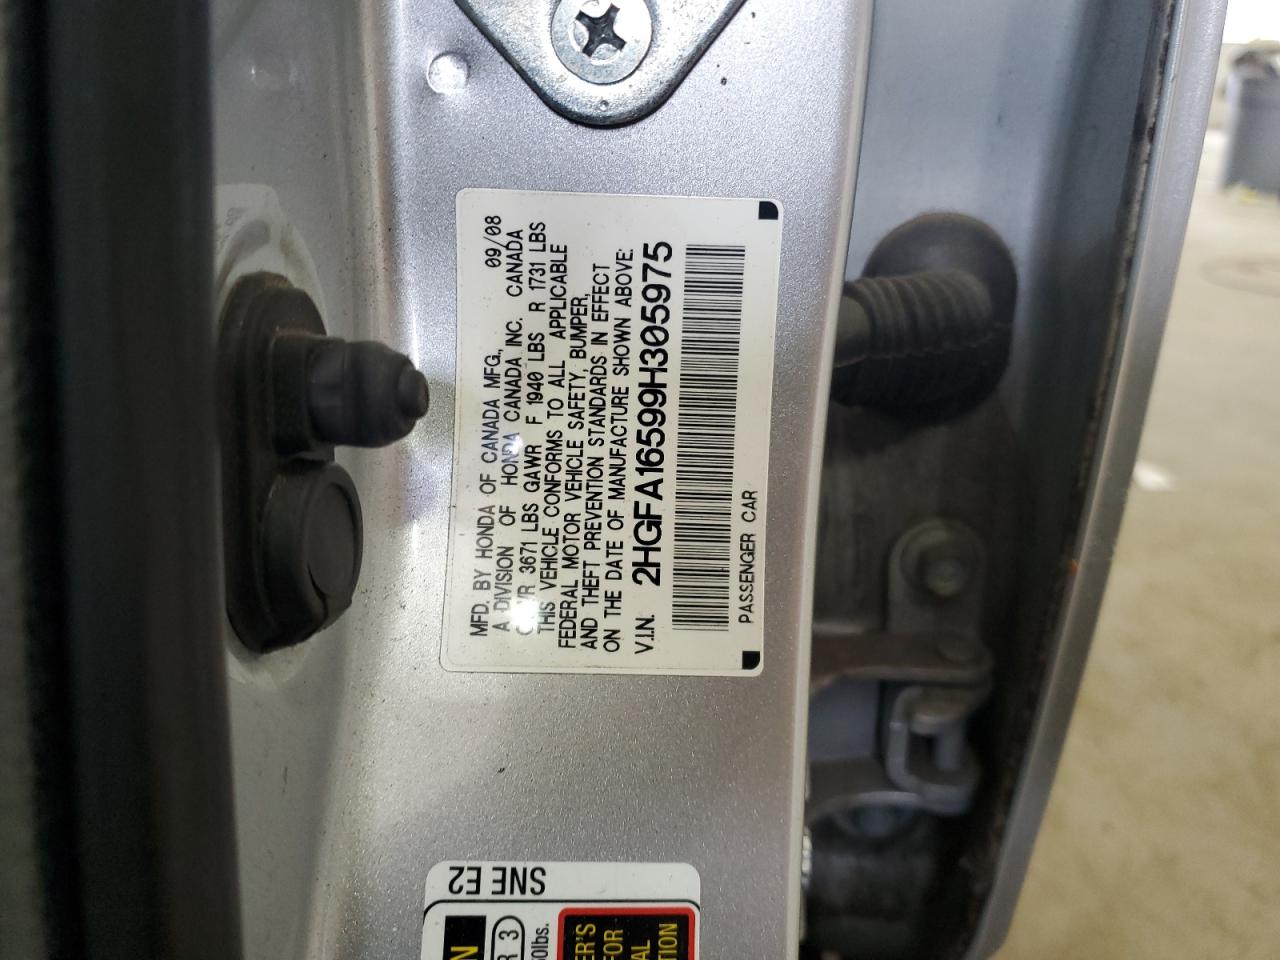 MFD. BY HONDA OF CANADA MFG., 09/08
A DIVISION OF HONDA CANADA INC. CANADA
3671 LBS GAWR F 1940 LBS R 1731 LBS
THIS VEHICLE CONFORMS TO ALL APPLICABLE
FEDERAL MOTOR VEHICLE SAFETY, BUMPER,
AND THEFT PREVENTION STANDARDS IN EFFECT
ON THE DATE OF MANUFACTURE SHOWN ABOVE.
V.I.N. 2HGFA16599H305975
PASSENGER CAR
SNE E2